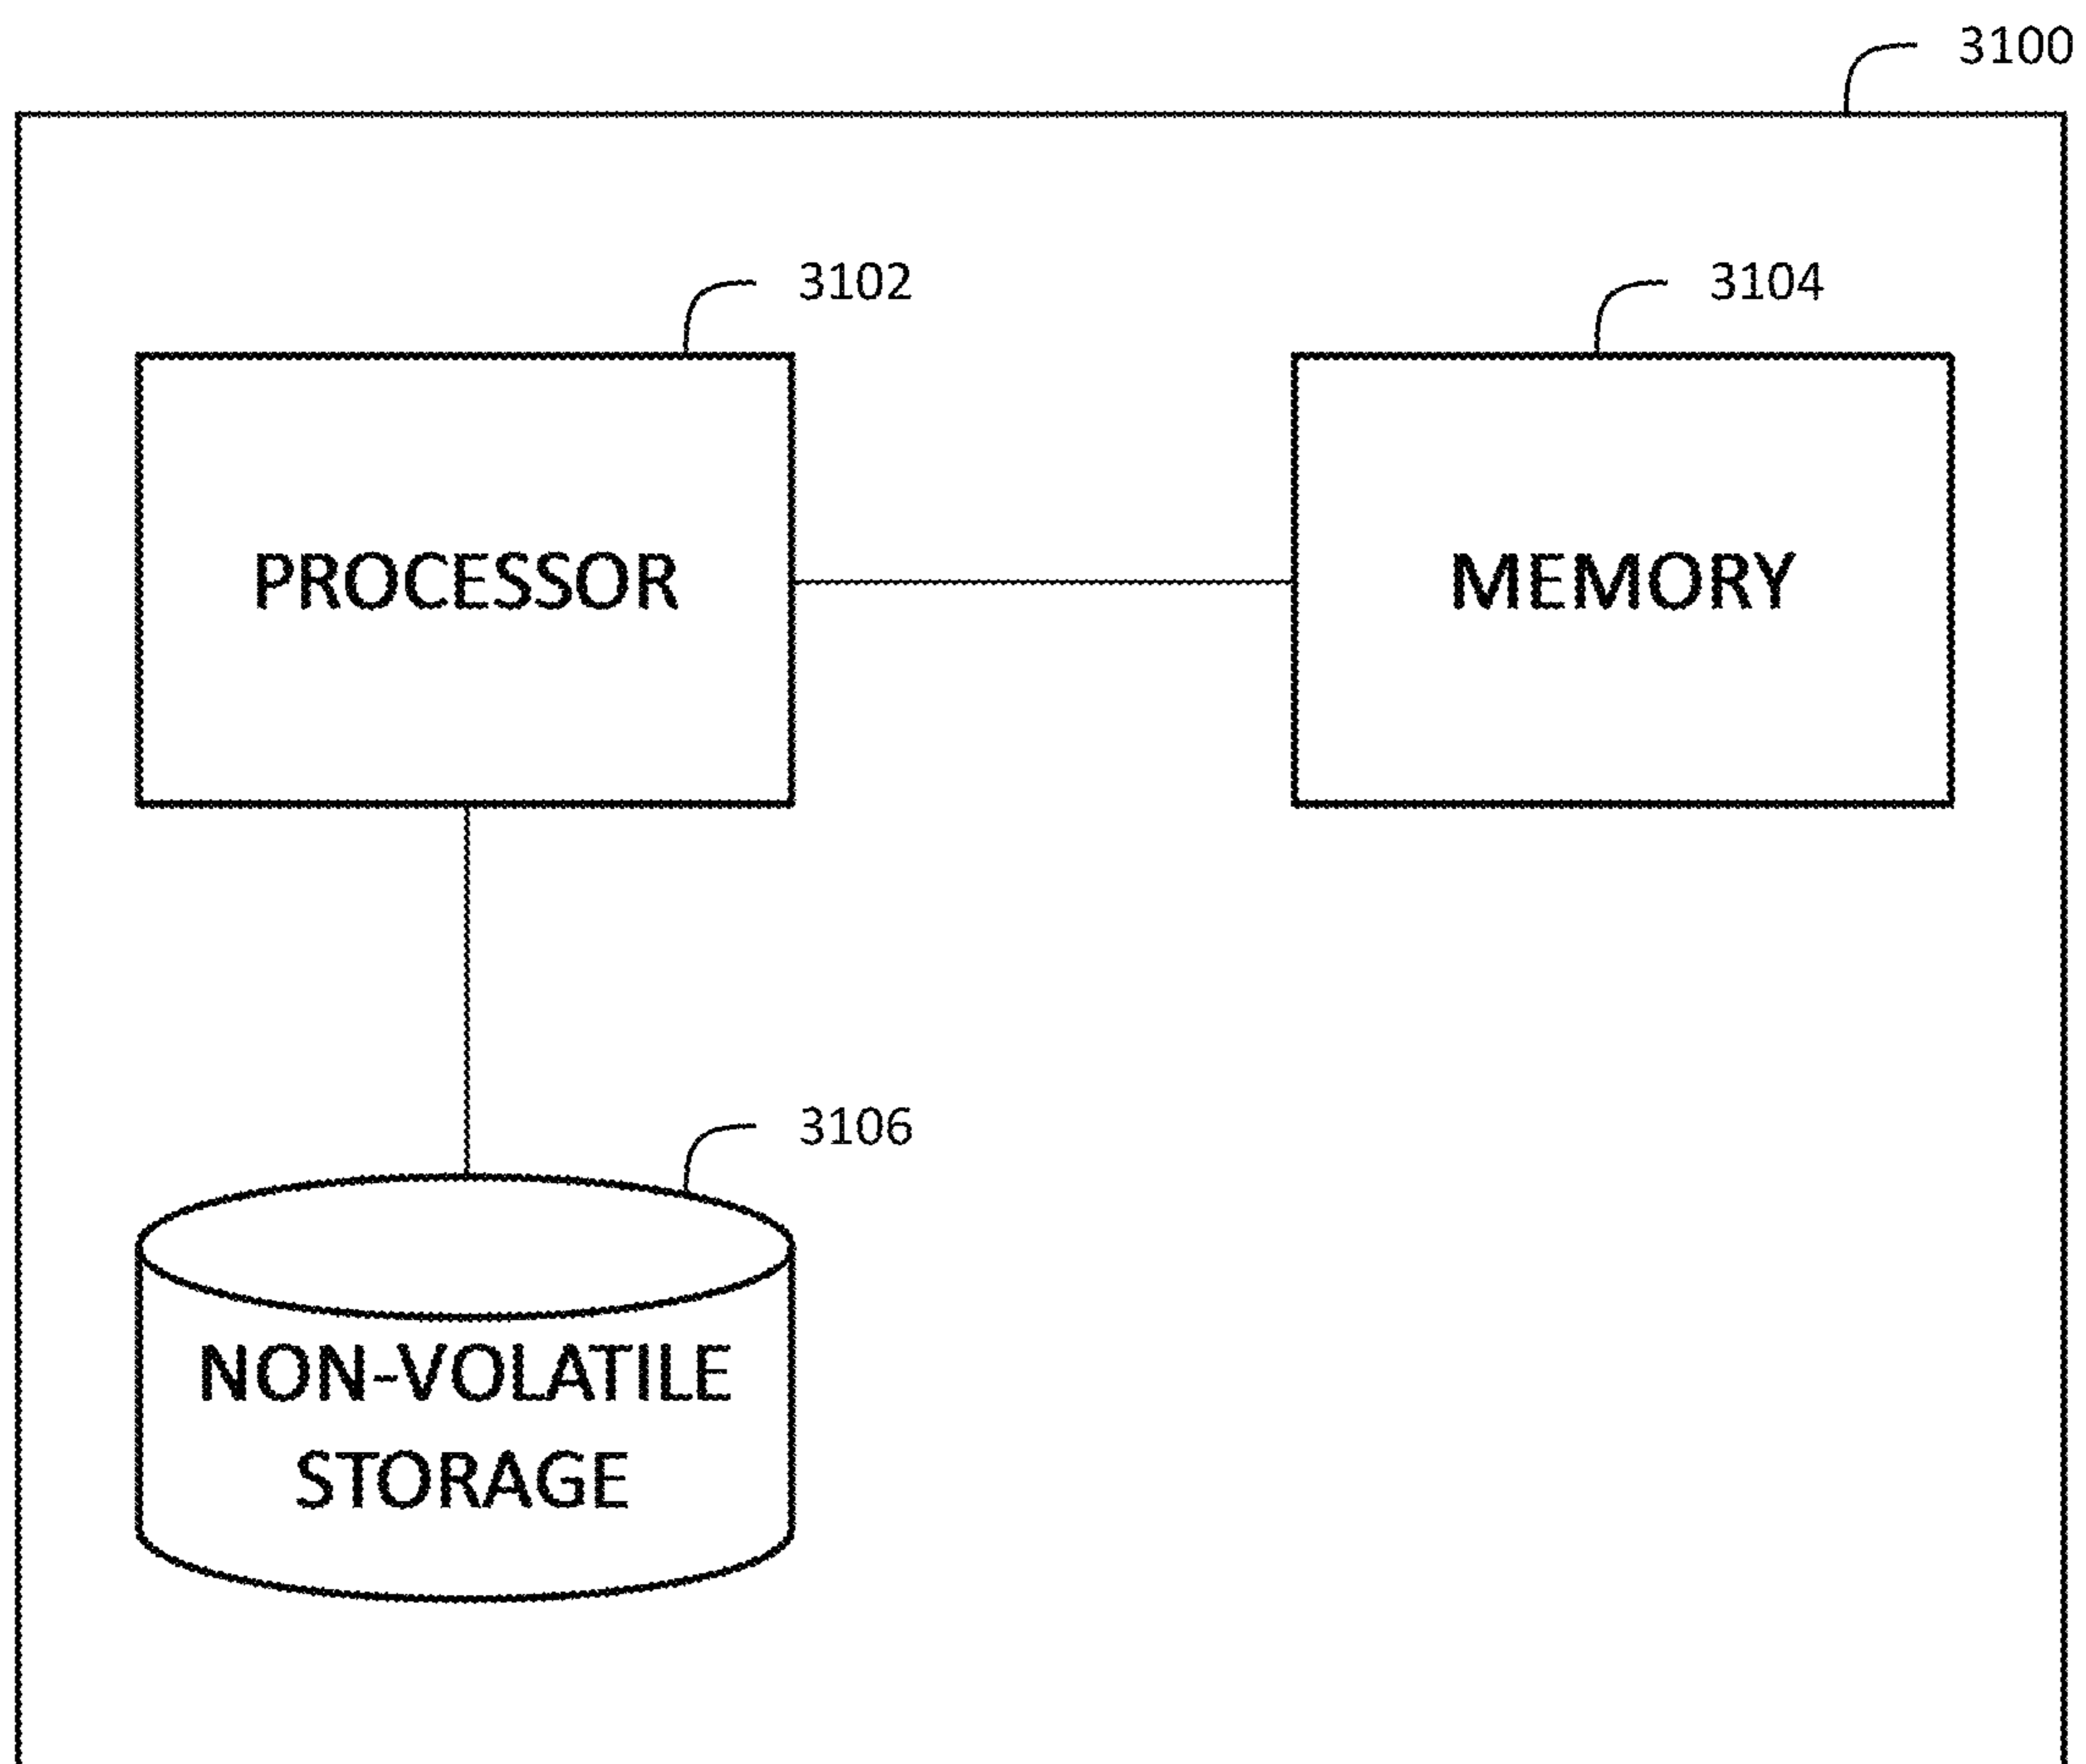 3100
3102
3104
PROCESSOR
MEMORY
3106
NON-VOLATILE
STORAGE